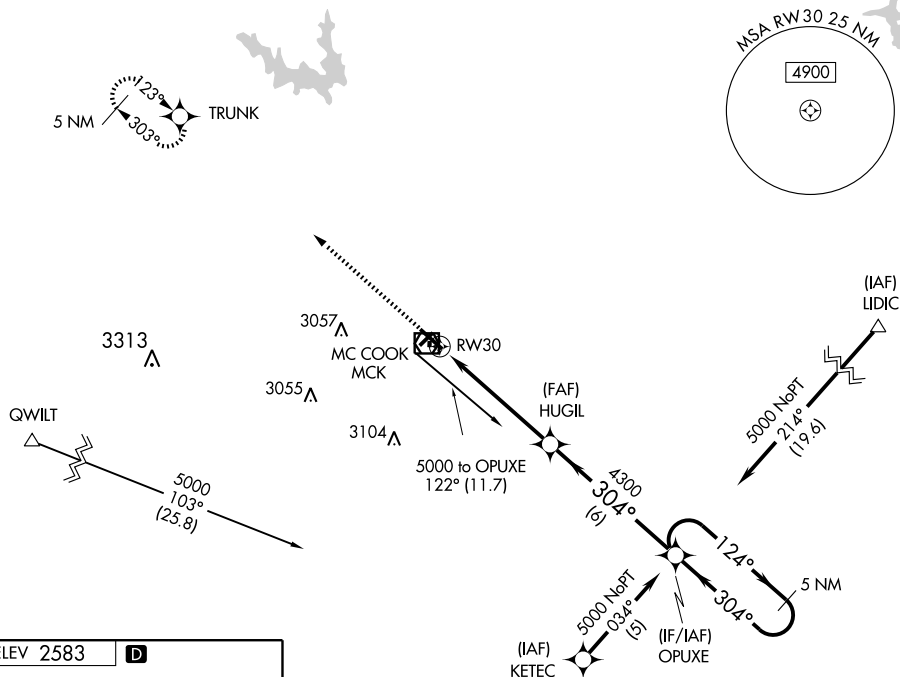 MSA RW30 25 NM
4900
123°
303°
5 NM
TRUNK
(IAF)
LIDIC
5000 NoPT
214°
(19.6)
3057
RW30
MC COOK
MCK
3313
3055
3104
(FAF)
HUGIL
QWILT
5000
103°
(25.8)
5000 to OPUXE
122° (11.7)
4300
304°
(6)
124°
304°
5 NM
5000 NoPT
034°
(5)
(IF/IAF)
OPUXE
(IAF)
KETEC
ELEV 2583 D